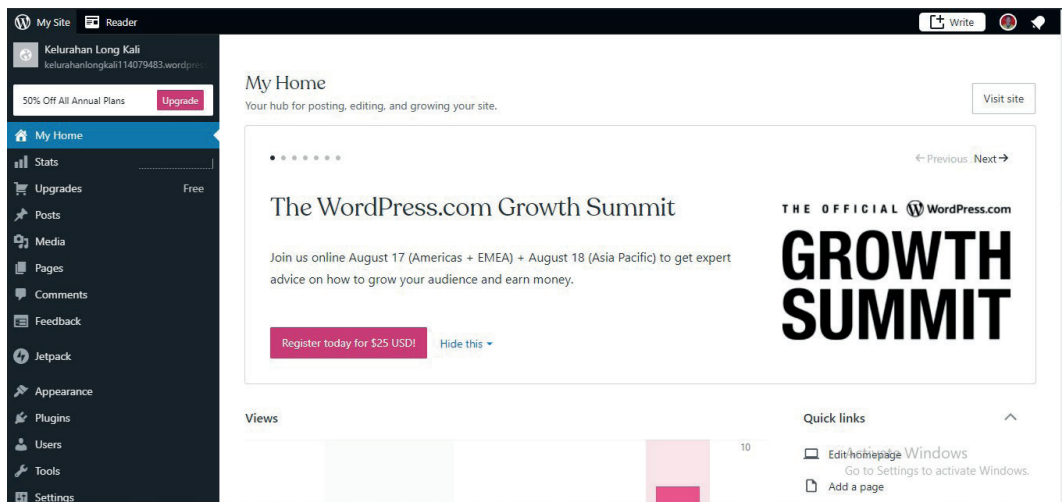 My Site
Reader
Write
Kelurahan Long Kali
kelurahanlongkali114079483.wordpre
50% Off All Annual Plans
Upgrade
My Home
Stats
Upgrades Free
Posts
Media
Pages
Comments
Feedback
Jetpack
Appearance
Plugins
Users
Tools
Settings
My Home
Your hub for posting, editing, and growing your site.
Visit site
←Previous
Next→
The WordPress.com Growth Summit
Join us online August 17 (Americas + EMEA) + August 18 (Asia Pacific) to get expert
advice on how to grow your audience and earn money.
Register today for $25 USD!
Hide this
THE OFFICIAL WordPress.com
GROWTH
SUMMIT
Views
10
Quick links
Edit homepage
Add a page
Activate Windows
Go to Settings to activate Windows.